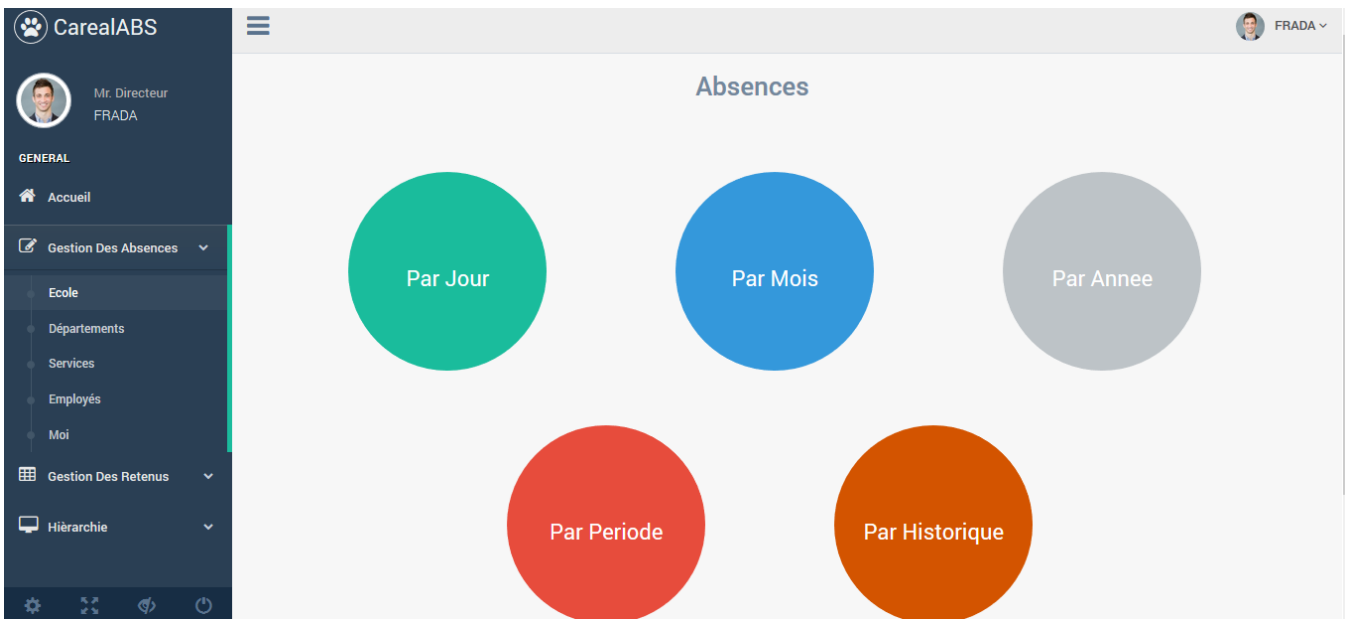 CarealABS
FRADA
Mr. Directeur
FRADA
GENERAL
Accueil
Gestion Des Absences
Ecole
Départements
Services
Employés
Moi
Gestion Des Retenus
Hièrarchie
Absences
Par Jour
Par Mois
Par Annee
Par Periode
Par Historique